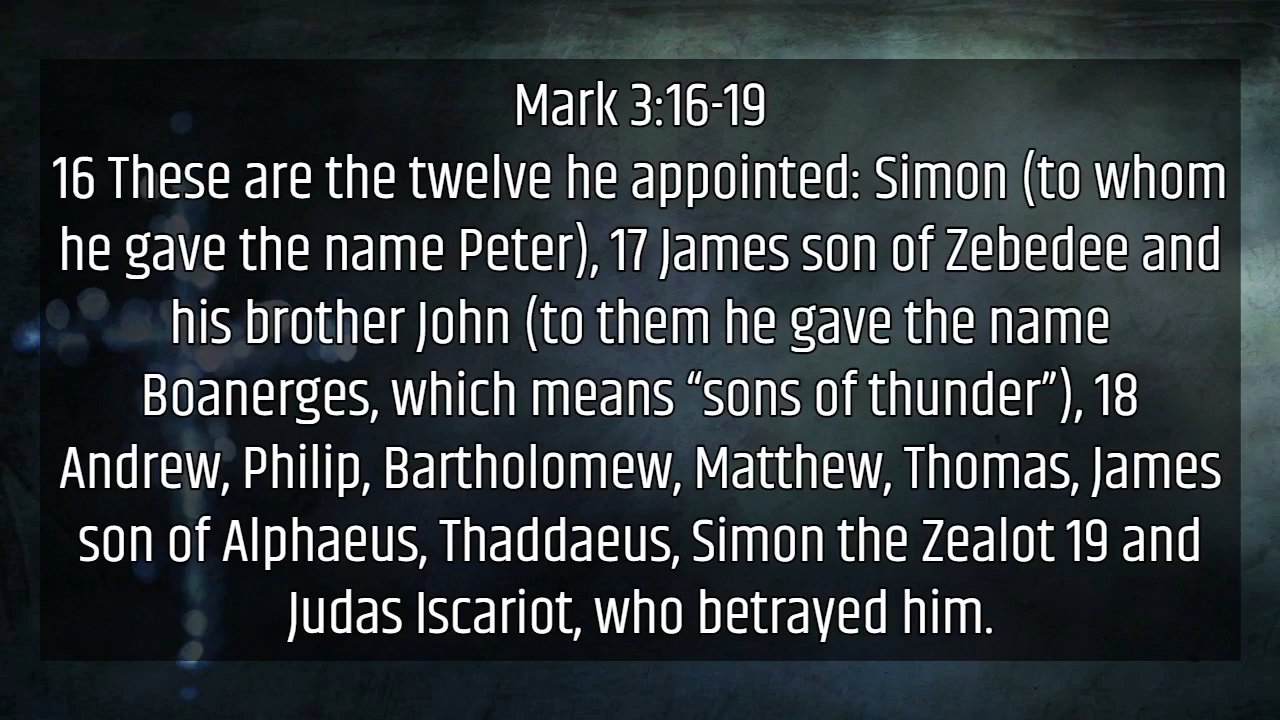 Mark 3:16-19
16 These are the twelve he appointed: Simon (to whom
he gave the name Peter), 17 James son of Zebedee and
his brother John (to them he gave the name
Boanerges, which means “sons of thunder”), 18
Andrew, Philip, Bartholomew, Matthew, Thomas, James
son of Alphaeus, Thaddaeus, Simon the Zealot 19 and
Judas Iscariot, who betrayed him.